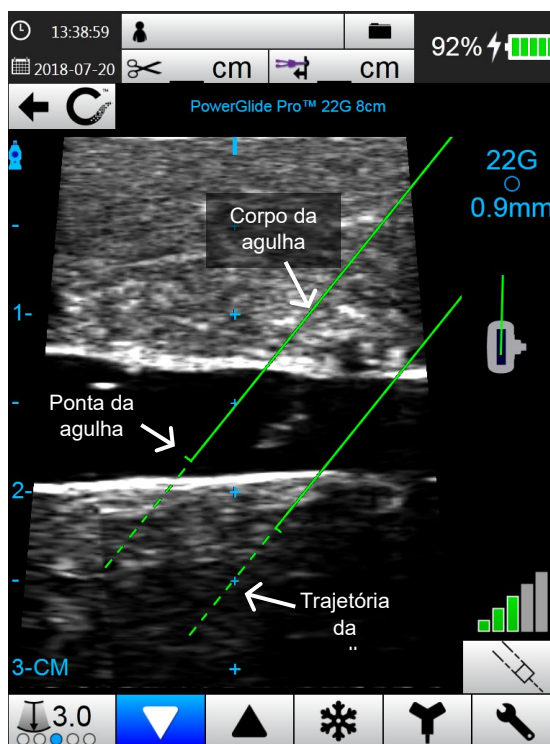 13:38:59
2018-07-20
cm
cm
92%
PowerGlide Pro™ 22G 8cm
22G
0.9mm
Corpo da
agulha
1-
Ponta da
agulha
2-
Trajetória
da
3-CM
3.0